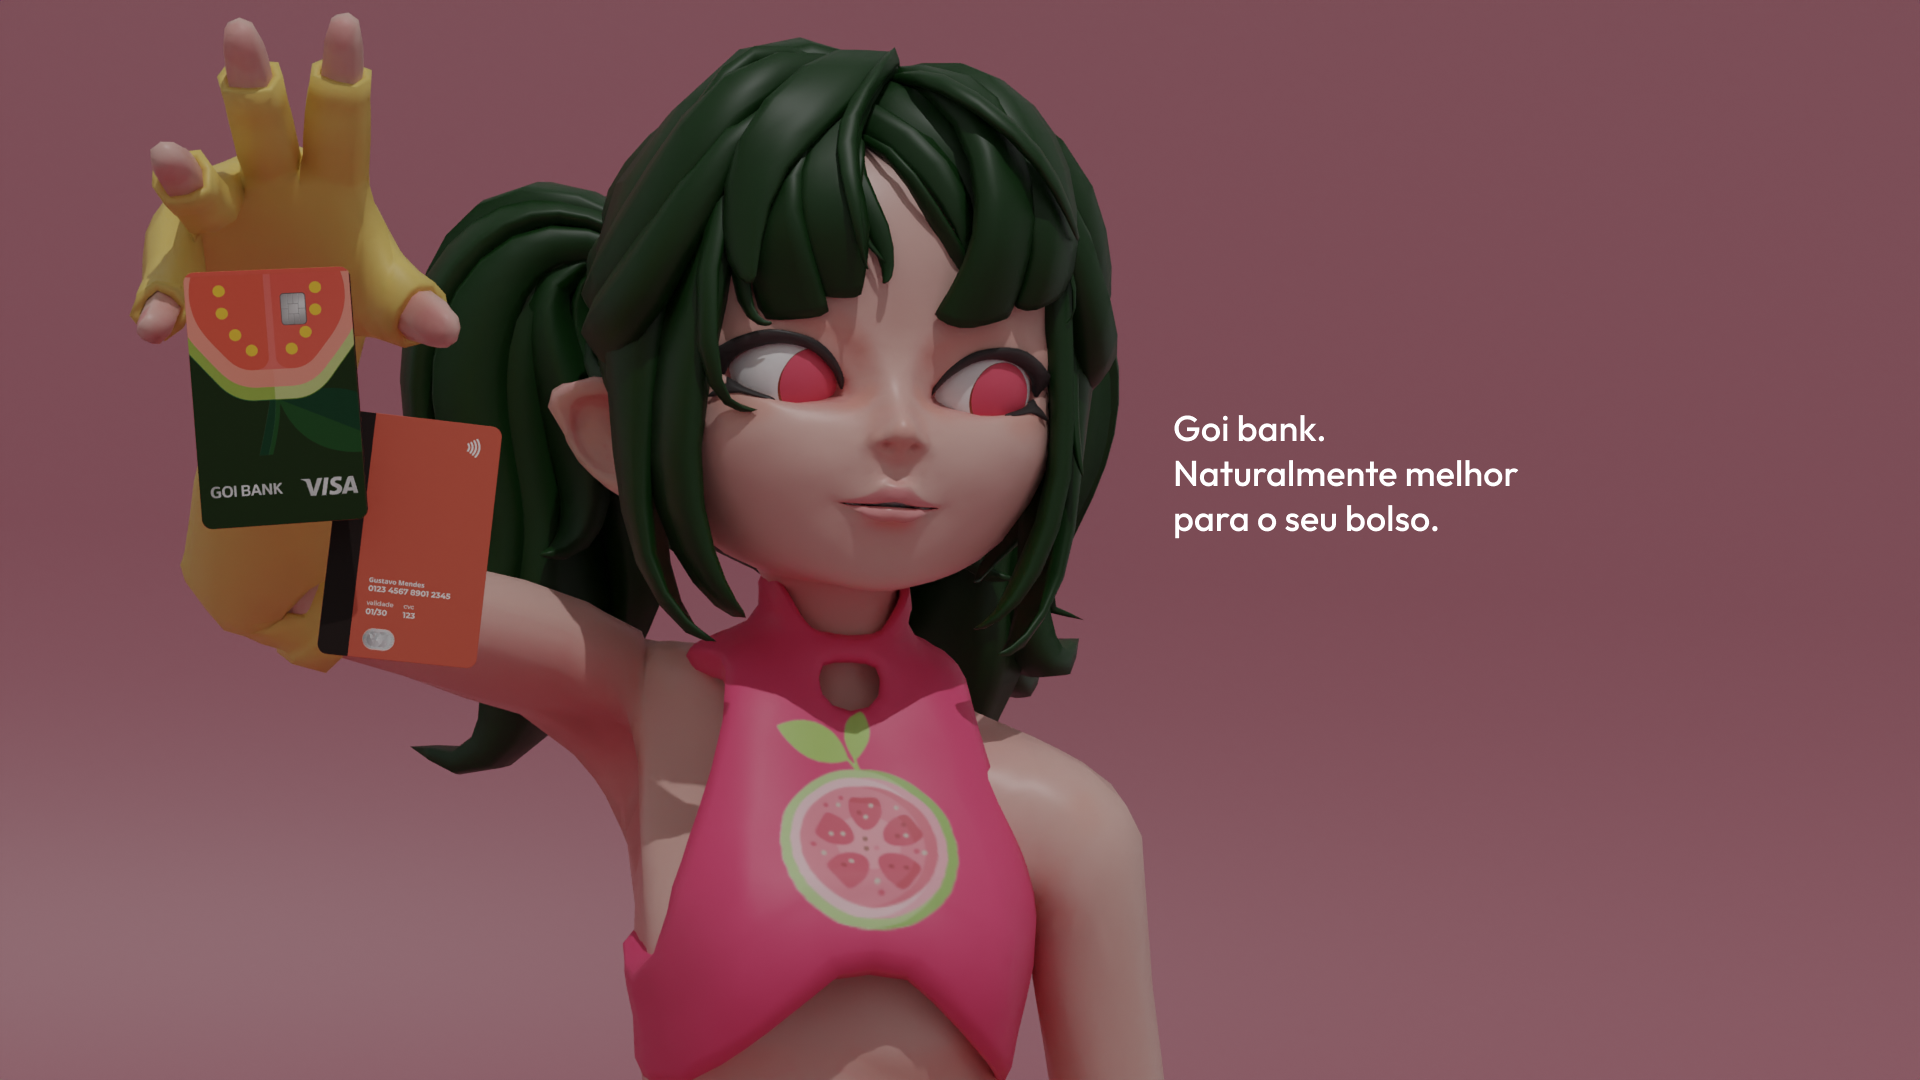 GOI BANK VISA
Gustavo Mendes
0123 4567 8901 2345
validade cvc
01/30 123
Goi bank.
Naturalmente melhor
para o seu bolso.